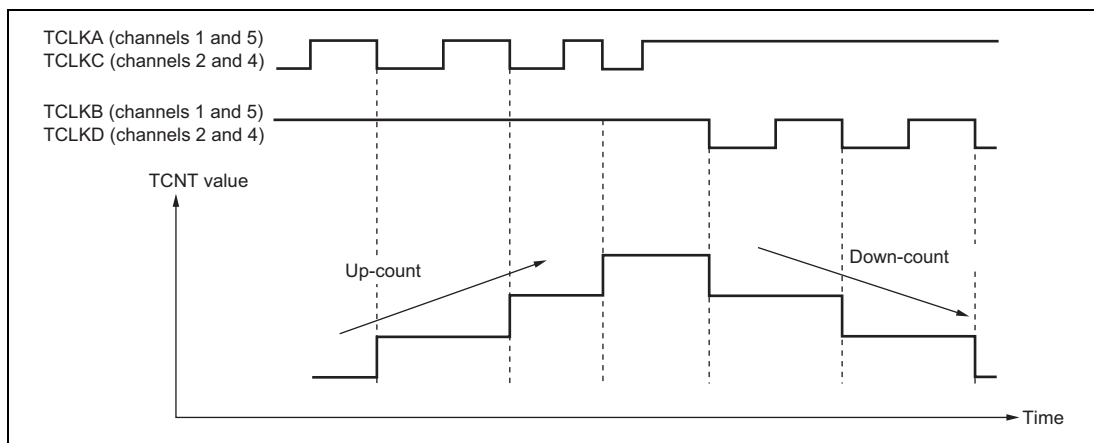 TCLKA (channels 1 and 5)
TCLKC (channels 2 and 4)
TCLKB (channels 1 and 5)
TCLKD (channels 2 and 4)
TCNT value
Up-count
Down-count
Time